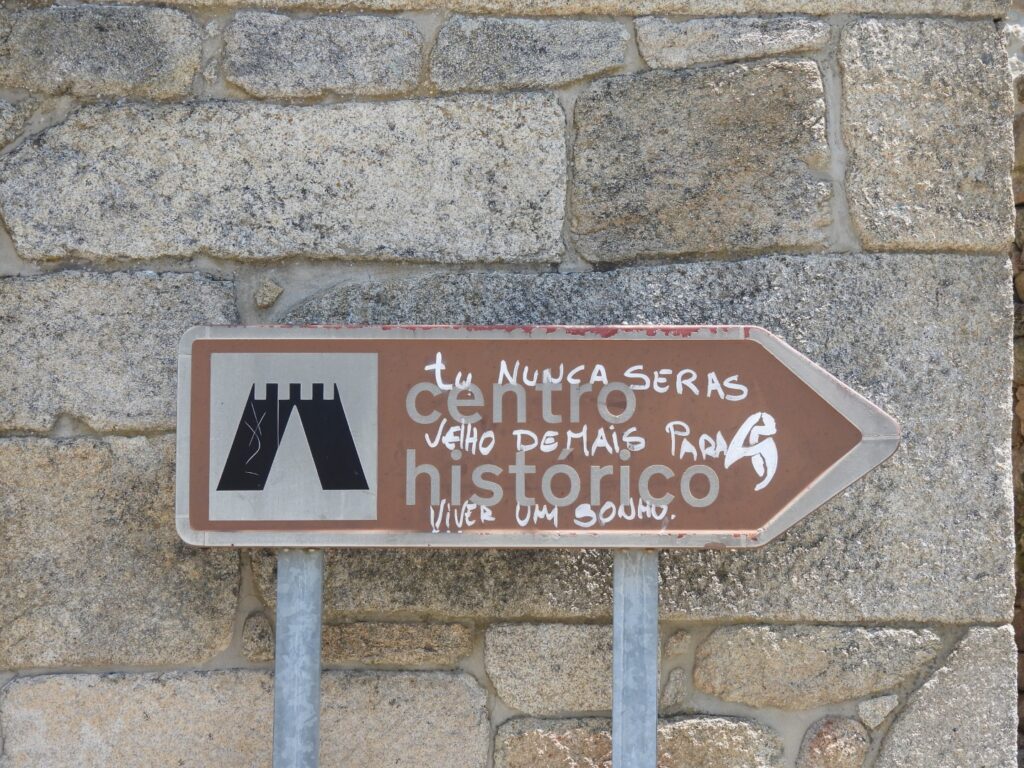 tu NUNCA SERAS
centro
VElHO DEMAIS PARA
histórico
VIVER UM SONHO.